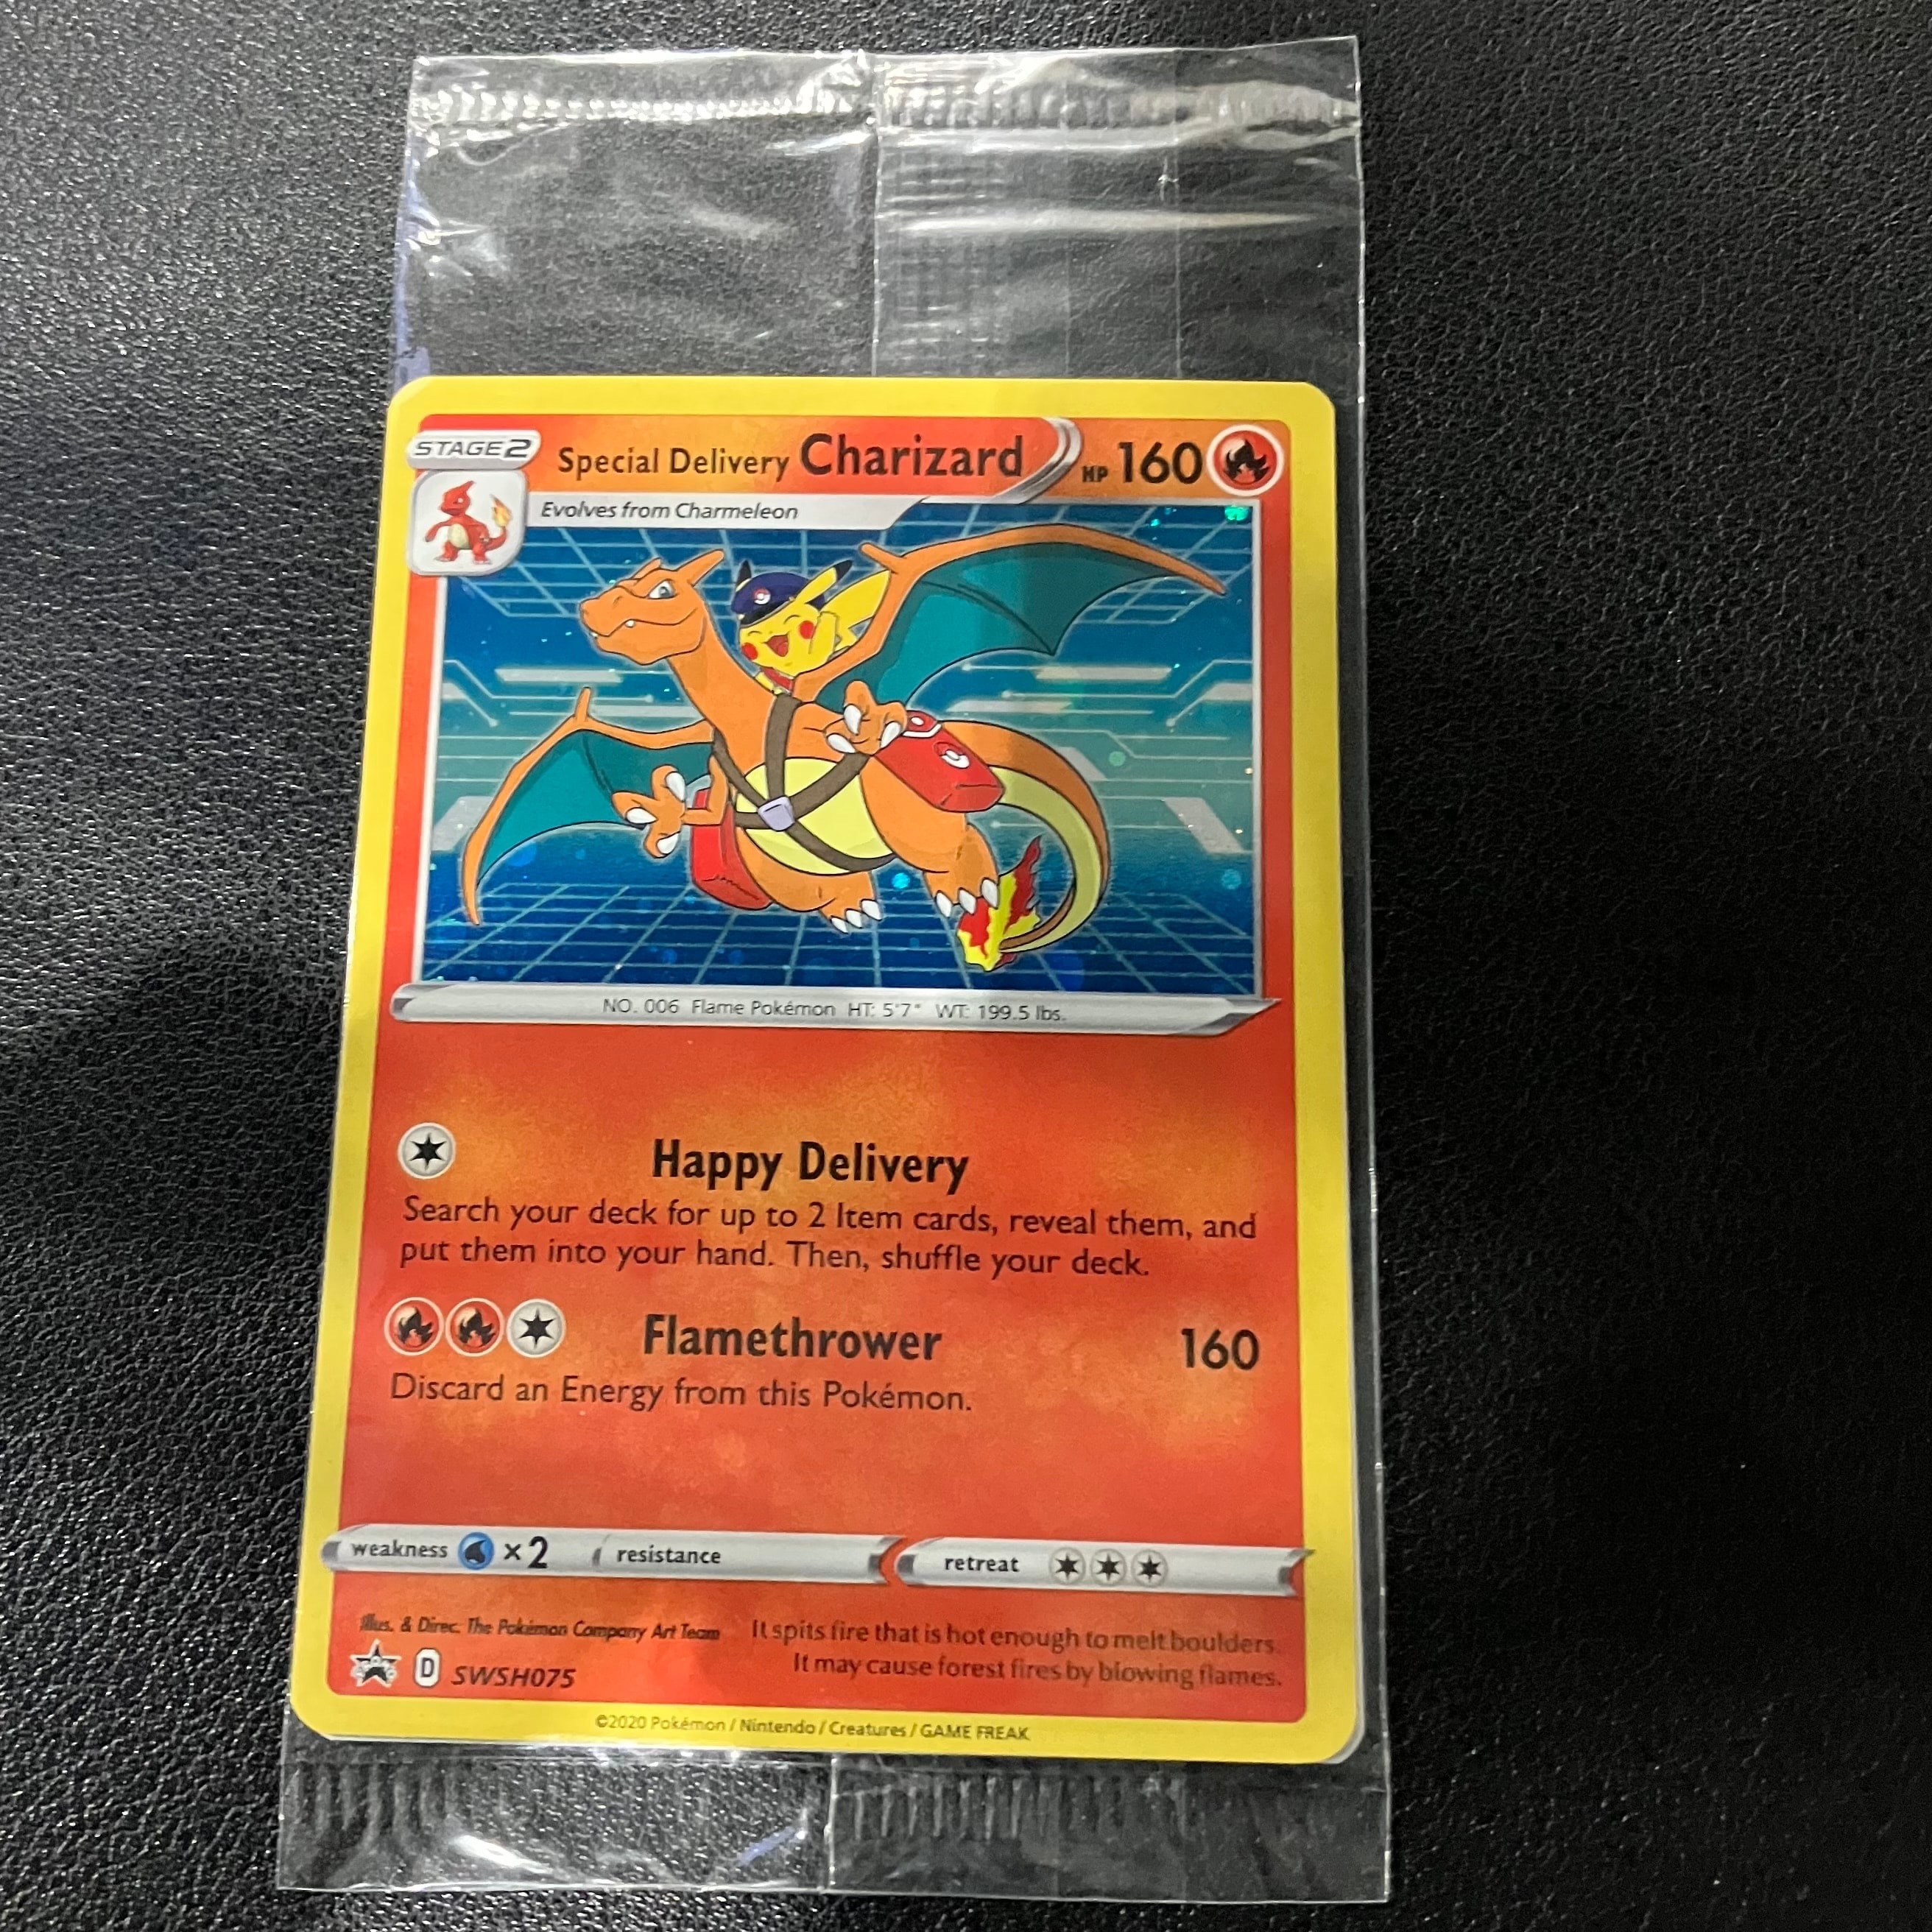 STAGE 2
Special Delivery Charizard HP 160
Evolves from Charmeleon
NO. 006 Flame Pokémon HT: 5'7" WT: 199.5 lbs.
Happy Delivery
Search your deck for up to 2 Item cards, reveal them, and
put them into your hand. Then, shuffle your deck.
Flamethrower 160
Discard an Energy from this Pokémon.
weakness ×2 resistance retreat
Illus. & Direc. The Pokémon Company Art Team
It spits fire that is hot enough to melt boulders.
It may cause forest fires by blowing flames.
D SWSH075
©2020 Pokémon / Nintendo / Creatures / GAME FREAK